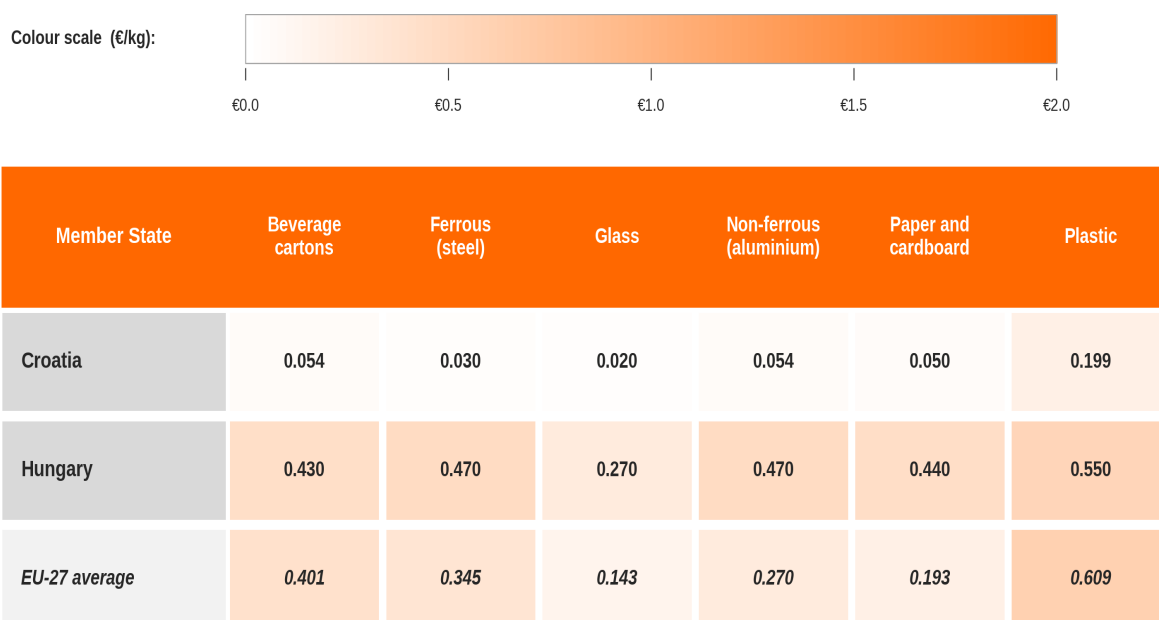 Colour scale (€/kg):
€0.0 €0.5 €1.0 €1.5 €2.0
Member State Beverage cartons Ferrous (steel) Glass Non-ferrous (aluminium) Paper and cardboard Plastic
Croatia 0.054 0.030 0.020 0.054 0.050 0.199
Hungary 0.430 0.470 0.270 0.470 0.440 0.550
EU-27 average 0.401 0.345 0.143 0.270 0.193 0.609